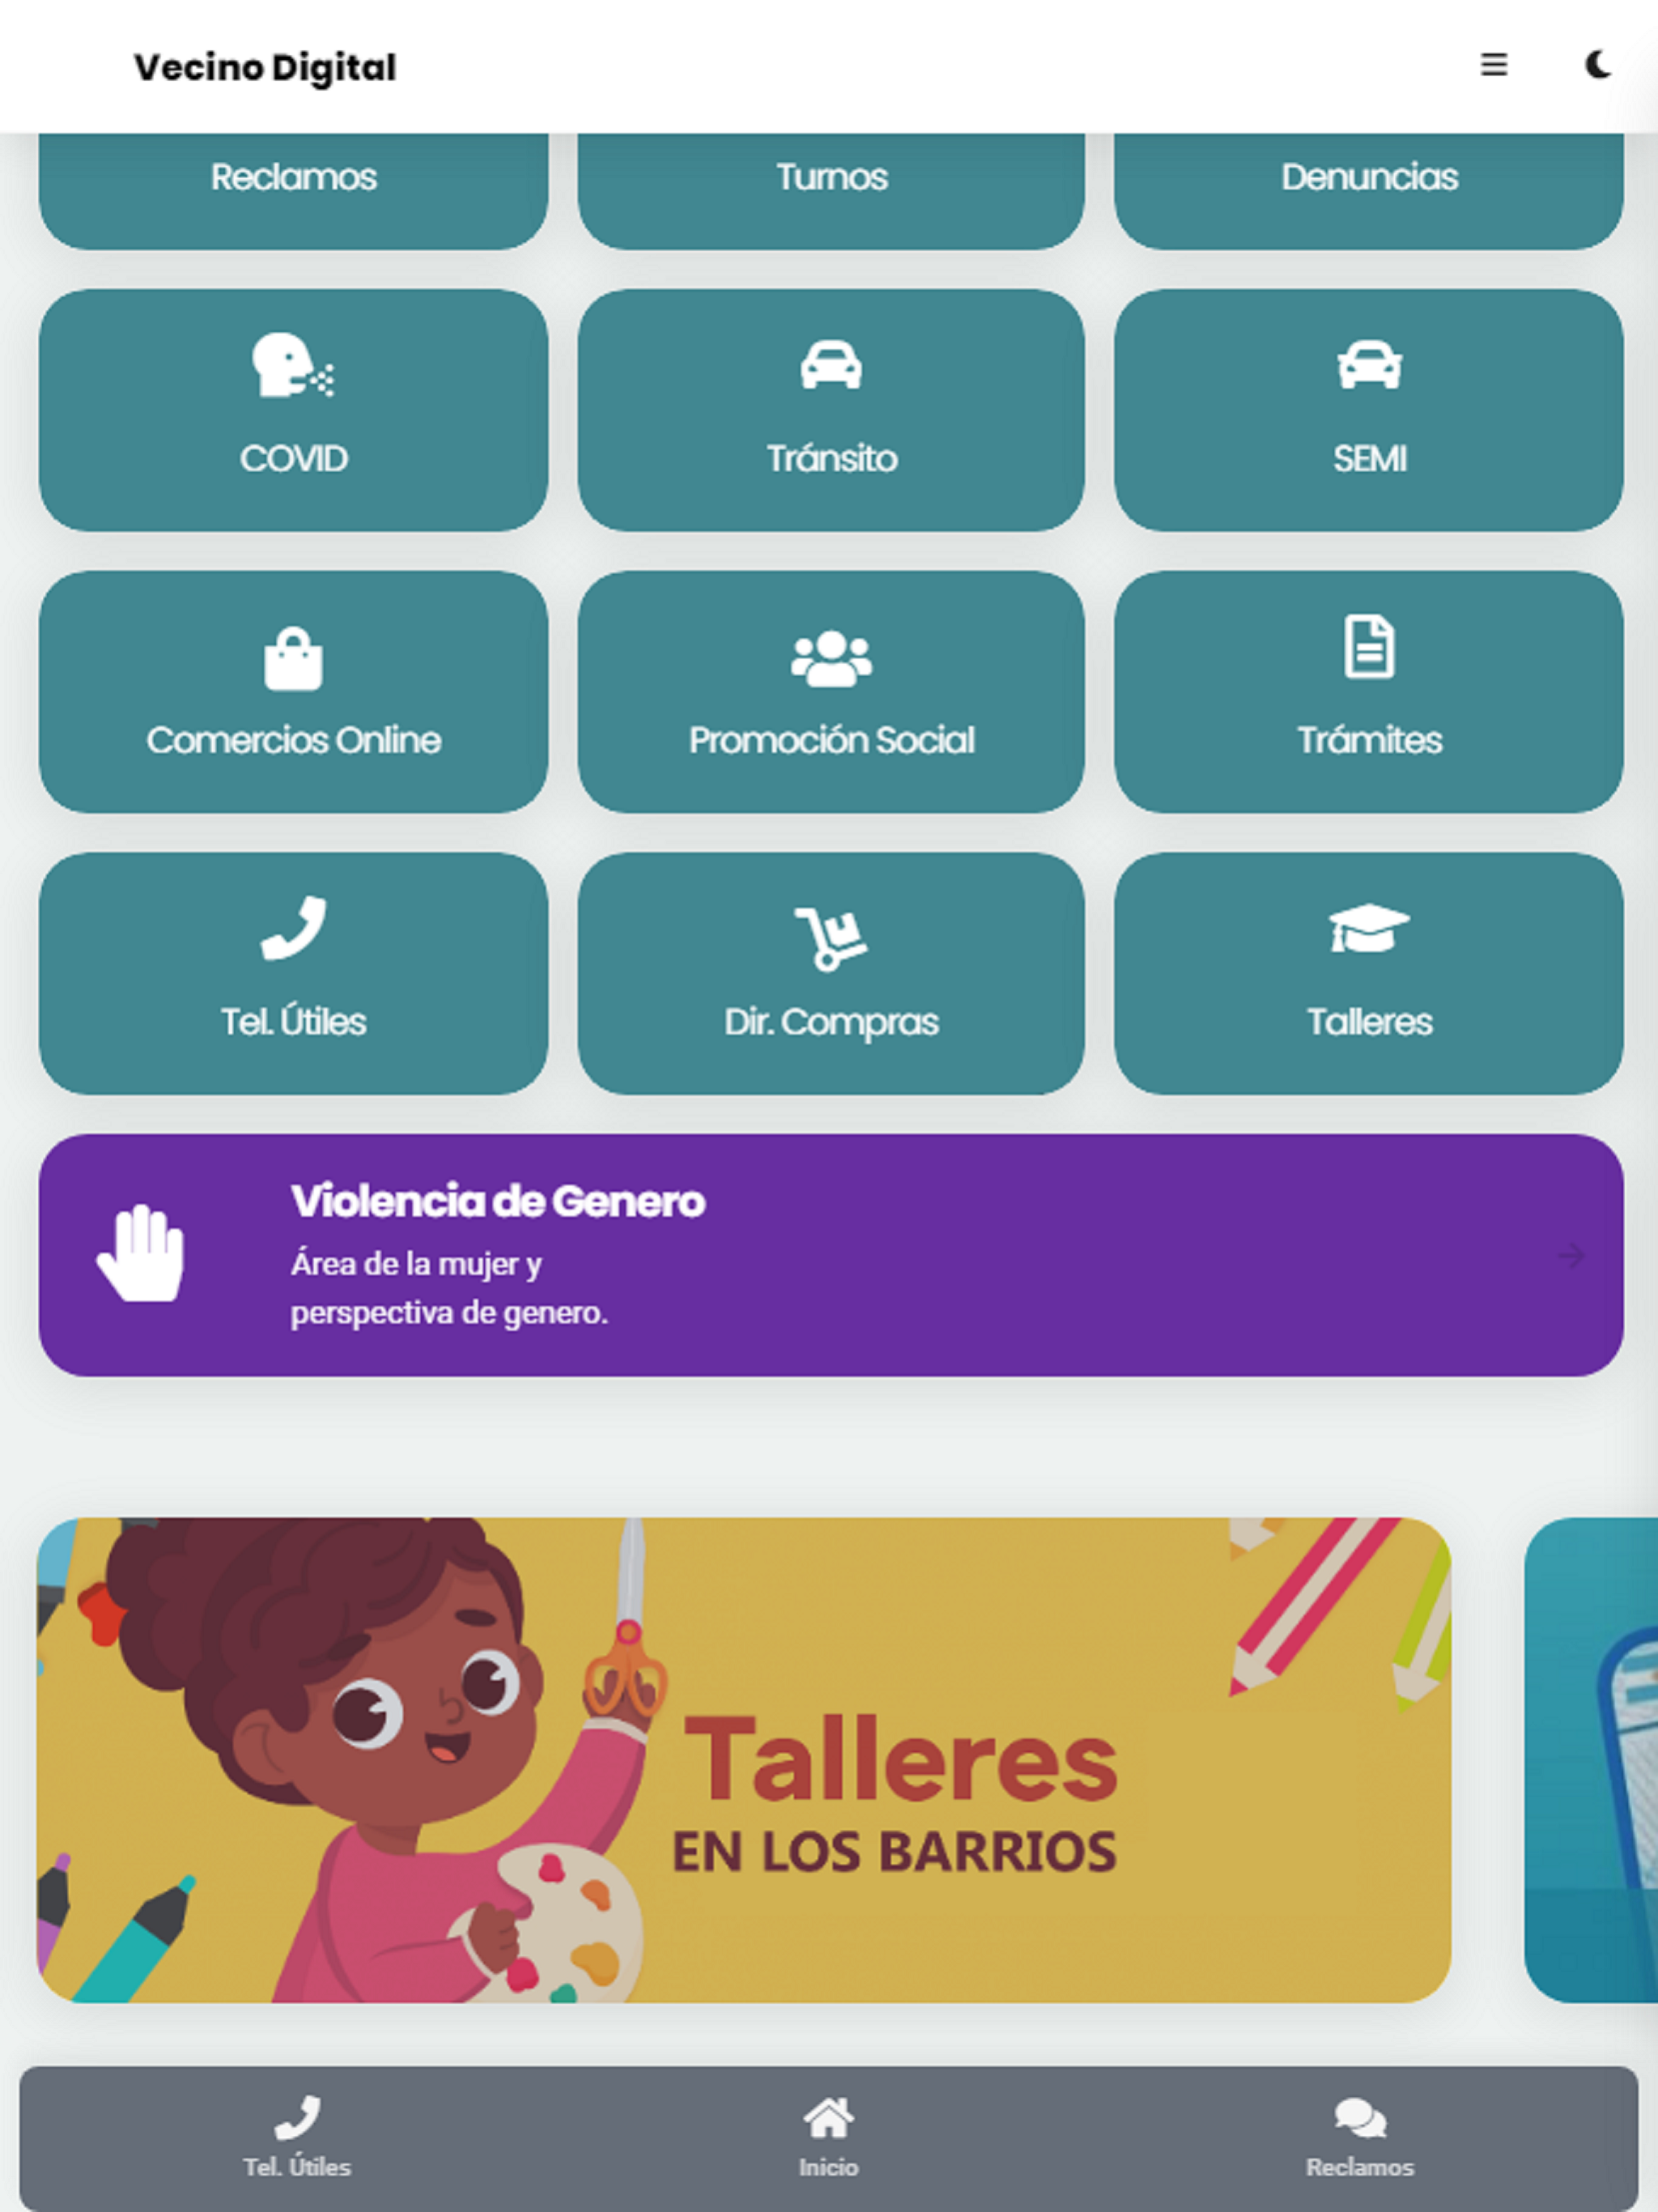 Vecino Digital
Reclamos
Turnos
Denuncias
COVID
Tránsito
SEMI
Comercios Online
Promoción Social
Trámites
Tel. Útiles
Dir. Compras
Talleres
Violencia de Genero
Área de la mujer y
perspectiva de genero.
Talleres
EN LOS BARRIOS
Tel. Útiles
Inicio
Reclamos